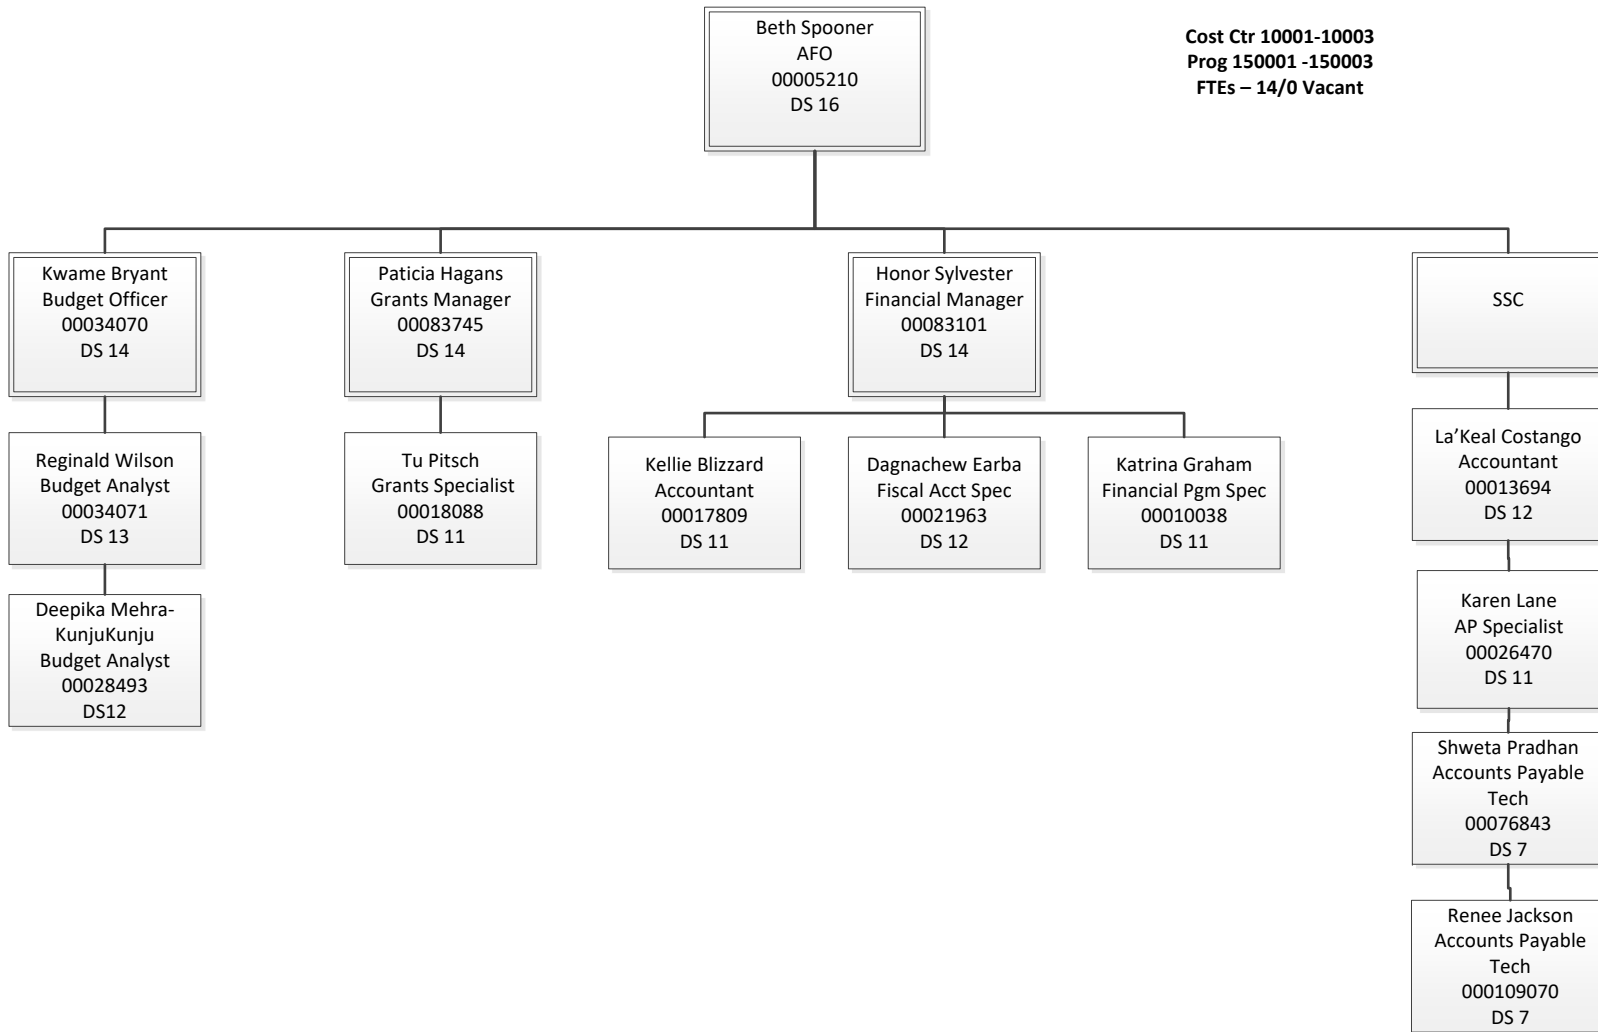 Beth Spooner
AFO
00005210
DS 16
Cost Ctr 10001-10003
Prog 150001 -150003
FTEs – 14/0 Vacant
Kwame Bryant
Budget Officer
00034070
DS 14
Paticia Hagans
Grants Manager
00083745
DS 14
Honor Sylvester
Financial Manager
00083101
DS 14
SSC
Reginald Wilson
Budget Analyst
00034071
DS 13
Tu Pitsch
Grants Specialist
00018088
DS 11
Kellie Blizzard
Accountant
00017809
DS 11
Dagnachew Earba
Fiscal Acct Spec
00021963
DS 12
Katrina Graham
Financial Pgm Spec
00010038
DS 11
La’Keal Costango
Accountant
00013694
DS 12
Deepika Mehra-
KunjuKunju
Budget Analyst
00028493
DS12
Karen Lane
AP Specialist
00026470
DS 11
Shweta Pradhan
Accounts Payable
Tech
00076843
DS 7
Renee Jackson
Accounts Payable
Tech
000109070
DS 7